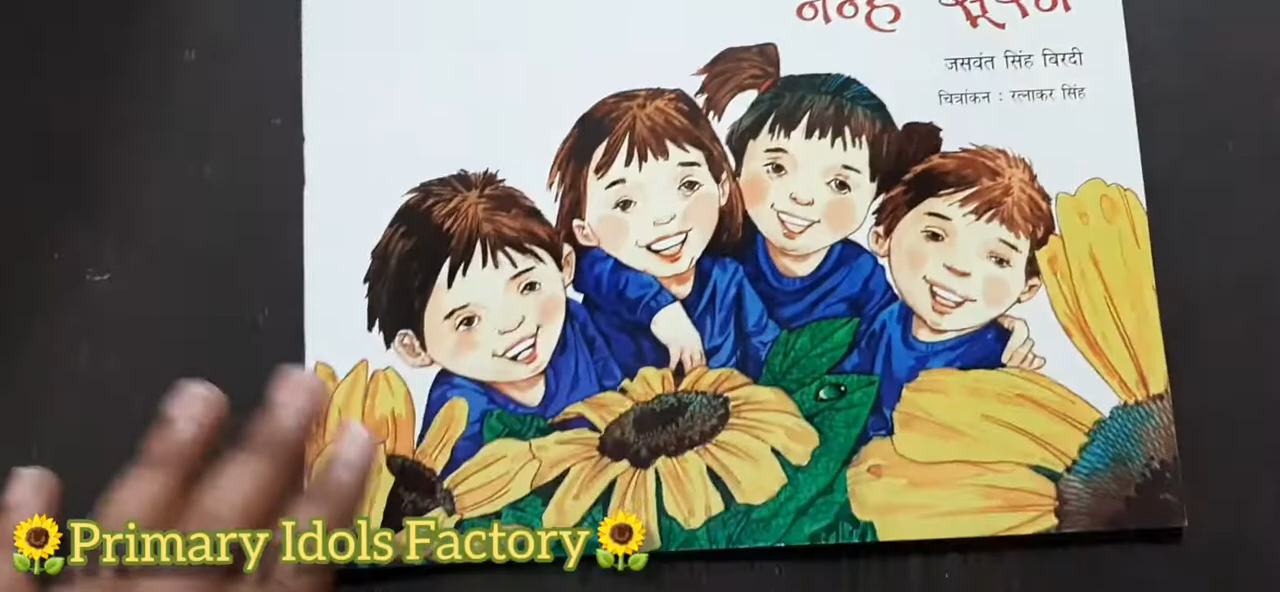 जसवंत सिंह विरदी
चित्रांकन : रत्नाकर सिंह
🌻Primary Idols Factory🌻